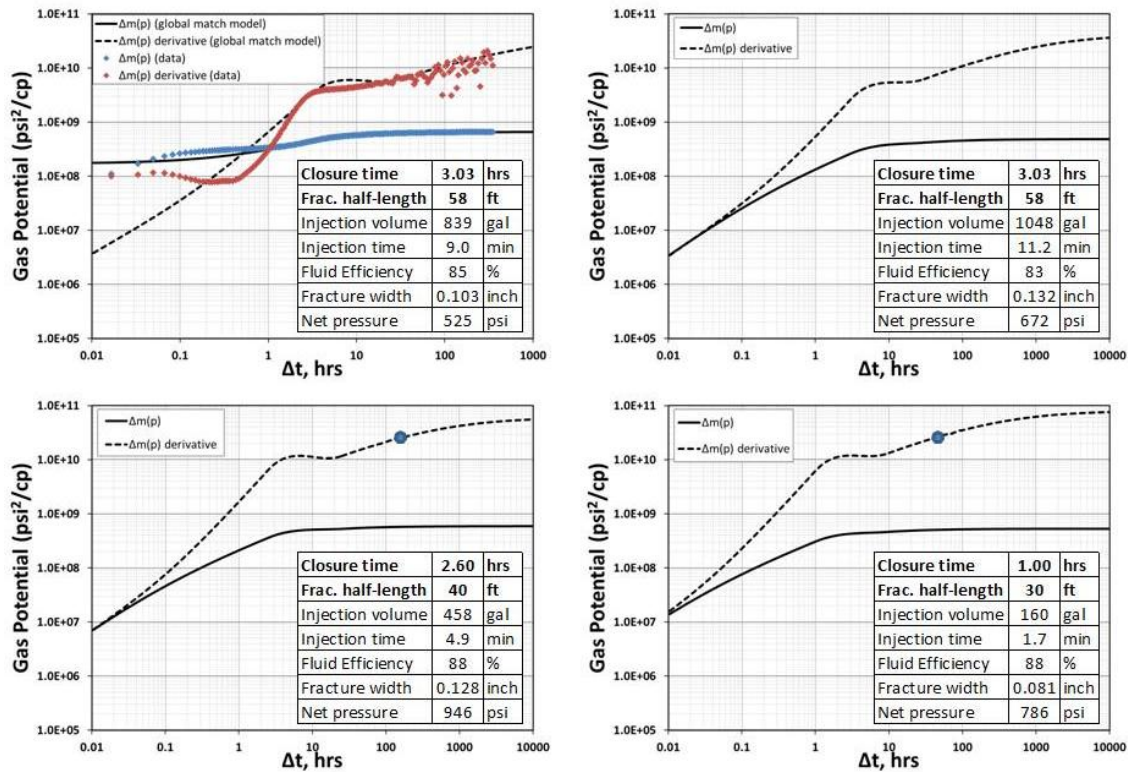 Δm(p) (global match model)
Δm(p) derivative (global match model)
Δm(p) (data)
Δm(p) derivative (data)
Gas Potential (psi²/cp)
1.0E+11
1.0E+10
1.0E+09
1.0E+08
1.0E+07
1.0E+06
1.0E+05
0.01 0.1 1 10 100 1000
Δt, hrs
Closure time 3.03 hrs
Frac. half-length 58 ft
Injection volume 839 gal
Injection time 9.0 min
Fluid Efficiency 85 %
Fracture width 0.103 inch
Net pressure 525 psi
Δm(p)
Δm(p) derivative
Gas Potential (psi²/cp)
1.0E+11
1.0E+10
1.0E+09
1.0E+08
1.0E+07
1.0E+06
1.0E+05
0.01 0.1 1 10 100 1000 10000
Δt, hrs
Closure time 3.03 hrs
Frac. half-length 58 ft
Injection volume 1048 gal
Injection time 11.2 min
Fluid Efficiency 83 %
Fracture width 0.132 inch
Net pressure 672 psi
Δm(p)
Δm(p) derivative
Gas Potential (psi²/cp)
1.0E+11
1.0E+10
1.0E+09
1.0E+08
1.0E+07
1.0E+06
1.0E+05
0.01 0.1 1 10 100 1000 10000
Δt, hrs
Closure time 2.60 hrs
Frac. half-length 40 ft
Injection volume 458 gal
Injection time 4.9 min
Fluid Efficiency 88 %
Fracture width 0.128 inch
Net pressure 946 psi
Δm(p)
Δm(p) derivative
Gas Potential (psi²/cp)
1.0E+11
1.0E+10
1.0E+09
1.0E+08
1.0E+07
1.0E+06
1.0E+05
0.01 0.1 1 10 100 1000 10000
Δt, hrs
Closure time 1.00 hrs
Frac. half-length 30 ft
Injection volume 160 gal
Injection time 1.7 min
Fluid Efficiency 88 %
Fracture width 0.081 inch
Net pressure 786 psi